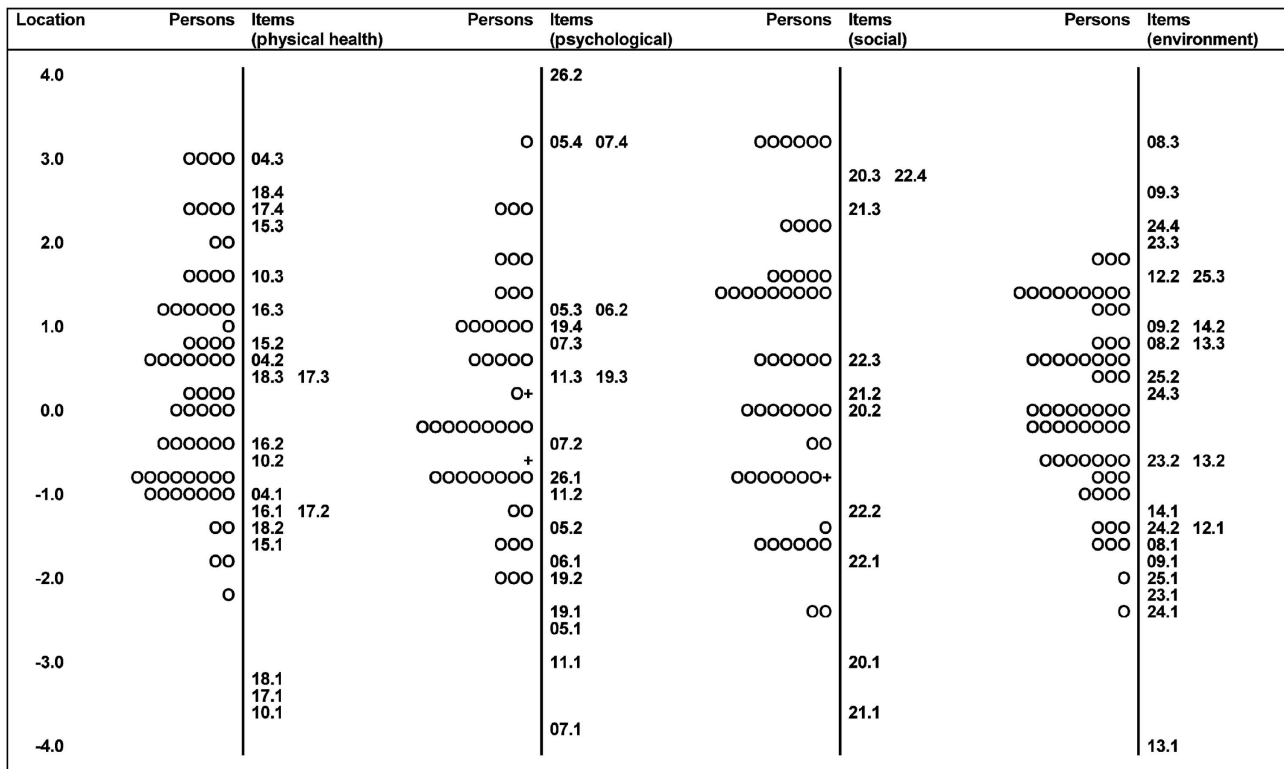 Location Persons Items Persons Items Persons Items Persons Items
(physical health) (psychological) (social) (environment)
4.0 26.2
O 05.4 07.4 OOOOOO 08.3
3.0 OOOO 04.3
20.3 22.4
18.4 09.3
OOOO 17.4 OOO 21.3
15.3 OOOO 24.4
2.0 OO 23.3
OOO OOO
OOOO 10.3 OOOOO 12.2 25.3
OOO OOOOOOOOO OOOOOOOOO
OOOOOO 16.3 05.3 06.2 OOO
1.0 O OOOOOO 19.4 09.2 14.2
OOOO 15.2 07.3 OOO 08.2 13.3
OOOOOOO 04.2 OOOOO OOOOOO 22.3 OOOOOOOO
18.3 17.3 11.3 19.3 OOO 25.2
OOOO O+ 21.2 24.3
0.0 OOOOO OOOOOOO 20.2 OOOOOOOO
OOOOOOOOO OOOOOOOO
OOOOOO 16.2 07.2 OO
10.2 + OOOOOOO 23.2 13.2
OOOOOOOO OOOOOOOO 26.1 OOOOOOO+ OOO
-1.0 OOOOOOO 04.1 11.2 OOOO
16.1 17.2 OO 22.2 14.1
OO 18.2 05.2 O OOO 24.2 12.1
15.1 OOO OOOOOO OOO 08.1
OO 06.1 22.1 09.1
-2.0 OOO 19.2 O 25.1
O 23.1
19.1 OO O 24.1
05.1
-3.0 11.1 20.1
18.1
17.1
10.1 21.1
07.1
-4.0 13.1